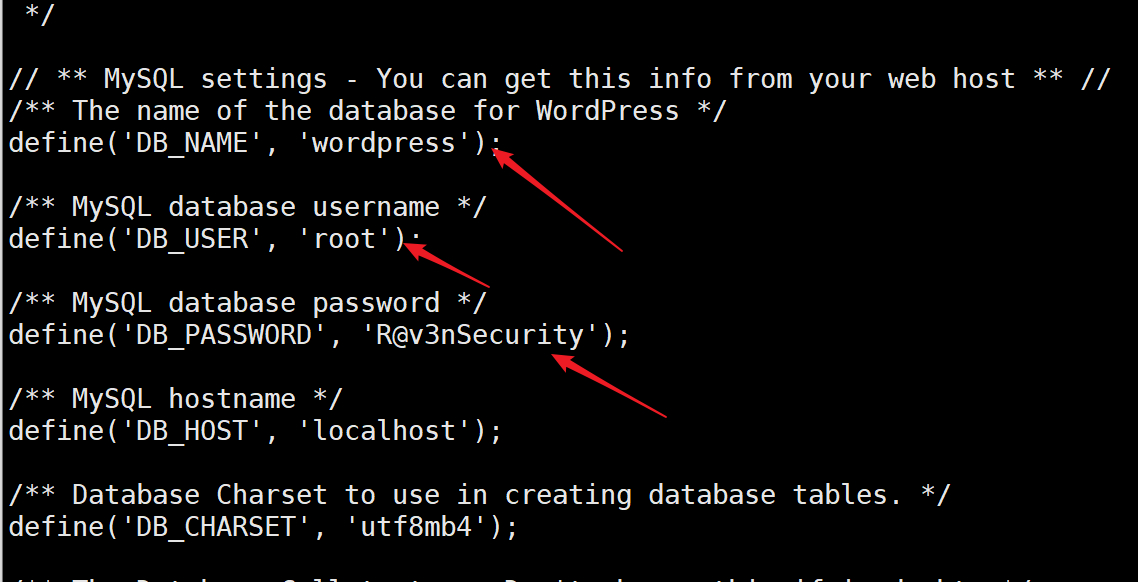 */
// ** MySQL settings - You can get this info from your web host ** //
/** The name of the database for WordPress */
define('DB_NAME', 'wordpress');
/** MySQL database username */
define('DB_USER', 'root');
/** MySQL database password */
define('DB_PASSWORD', 'R@v3nSecurity');
/** MySQL hostname */
define('DB_HOST', 'localhost');
/** Database Charset to use in creating database tables. */
define('DB_CHARSET', 'utf8mb4');